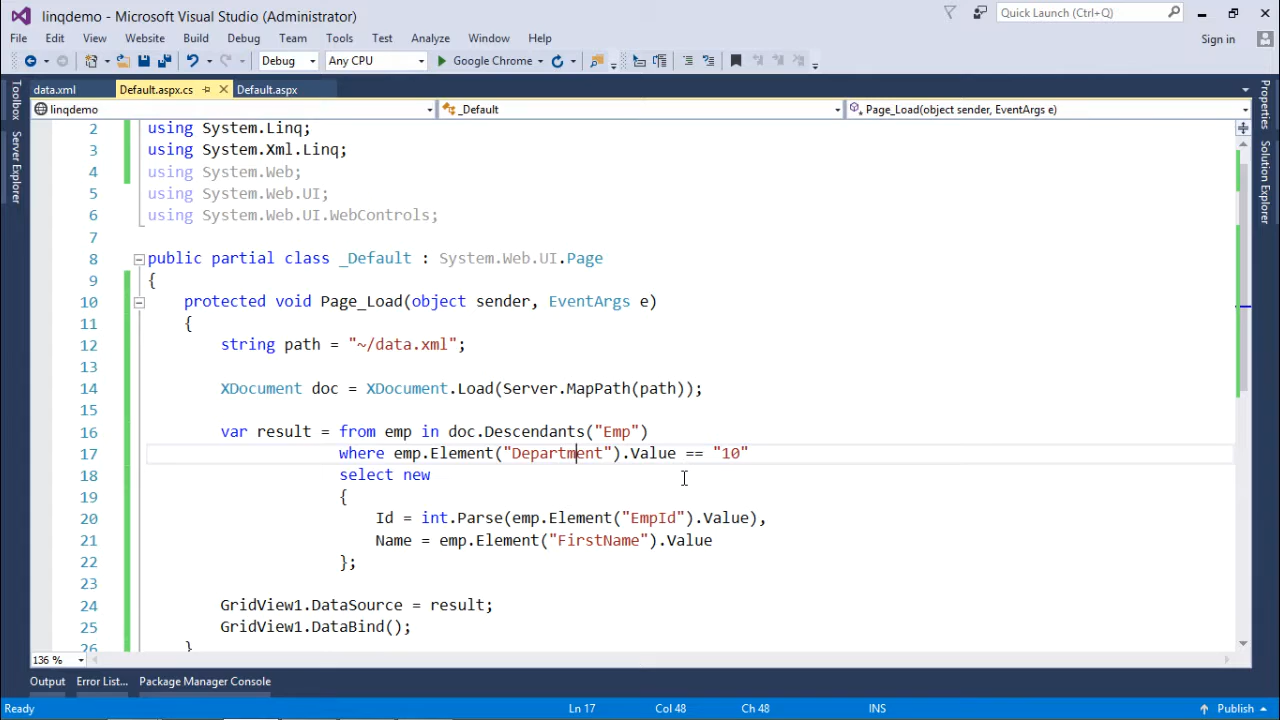 linqdemo - Microsoft Visual Studio (Administrator)
Quick Launch (Ctrl+Q)
File Edit View Website Build Debug Team Tools Test Analyze Window Help
Sign in
Debug Any CPU Google Chrome
data.xml Default.aspx.cs Default.aspx
linqdemo _Default Page_Load(object sender, EventArgs e)
Toolbox
Server Explorer
Properties
Solution Explorer
2 using System.Linq;
3 using System.Xml.Linq;
4 using System.Web;
5 using System.Web.UI;
6 using System.Web.UI.WebControls;
7
8 public partial class _Default : System.Web.UI.Page
9 {
10 protected void Page_Load(object sender, EventArgs e)
11 {
12 string path = "~/data.xml";
13
14 XDocument doc = XDocument.Load(Server.MapPath(path));
15
16 var result = from emp in doc.Descendants("Emp")
17 where emp.Element("Department").Value == "10"
18 select new
19 {
20 Id = int.Parse(emp.Element("EmpId").Value),
21 Name = emp.Element("FirstName").Value
22 };
23
24 GridView1.DataSource = result;
25 GridView1.DataBind();
26 }
136 %
Output Error List... Package Manager Console
Ready Ln 17 Col 48 Ch 48 INS Publish